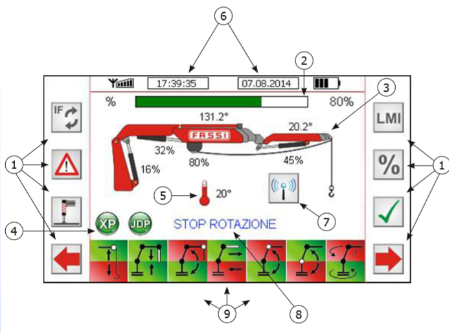 6
17:39:35 07.08.2014
2
% 80%
IF 131.2° 3
FASSI 20.2° LMI
32% 80% 45%
1 16% % 1
5 20°
7
4 XP JDP STOP ROTAZIONE
9 8